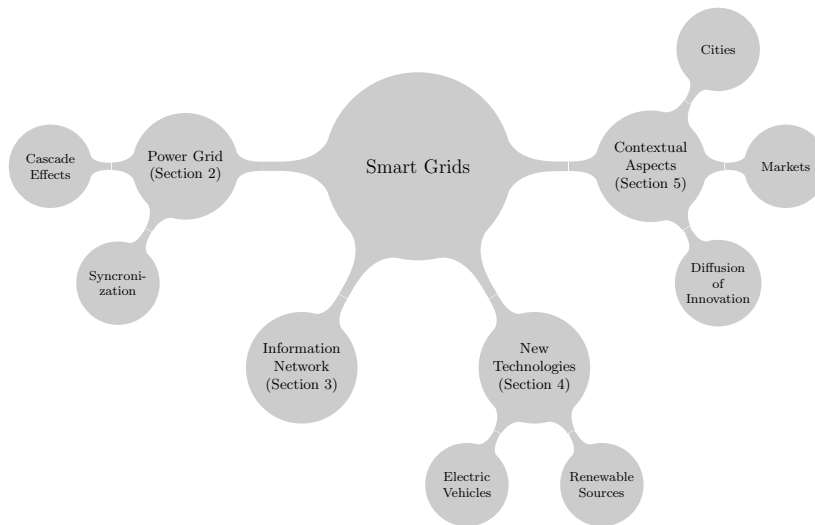 Smart Grids
Power Grid
(Section 2)
Cascade
Effects
Syncroni-
zation
Information
Network
(Section 3)
New
Technologies
(Section 4)
Electric
Vehicles
Renewable
Sources
Contextual
Aspects
(Section 5)
Cities
Markets
Diffusion
of
Innovation